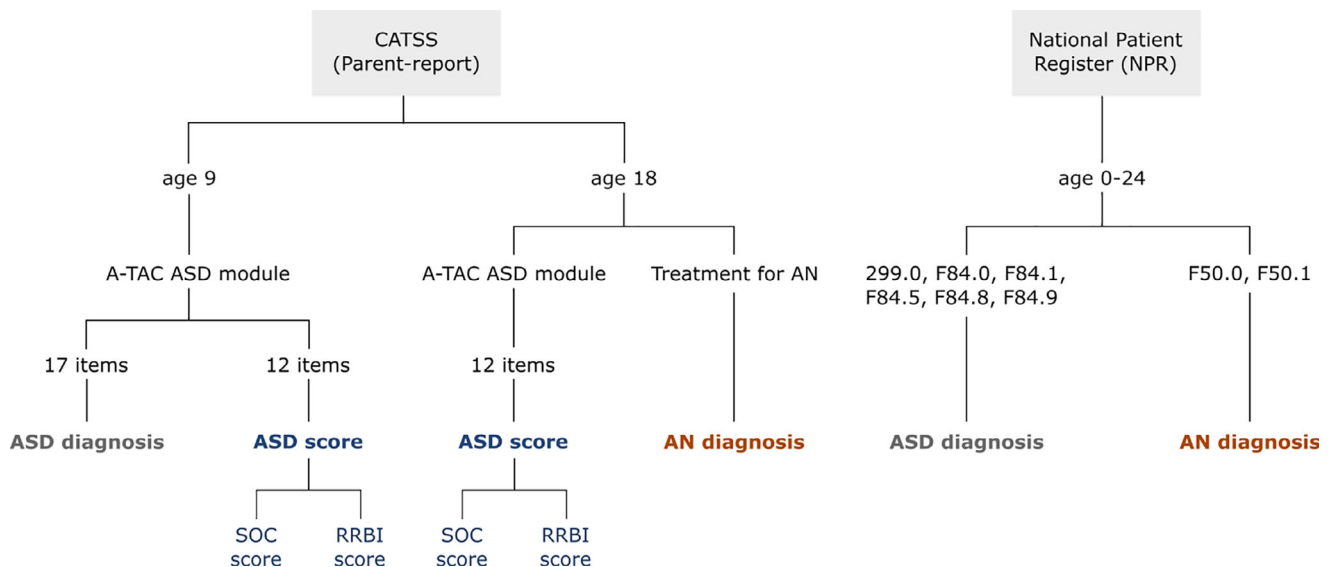 CATSS
(Parent-report)
National Patient
Register (NPR)
age 9
age 18
age 0-24
A-TAC ASD module
A-TAC ASD module
Treatment for AN
299.0, F84.0, F84.1,
F84.5, F84.8, F84.9
F50.0, F50.1
17 items
12 items
12 items
ASD diagnosis
ASD score
ASD score
AN diagnosis
ASD diagnosis
AN diagnosis
SOC
score
RRBI
score
SOC
score
RRBI
score